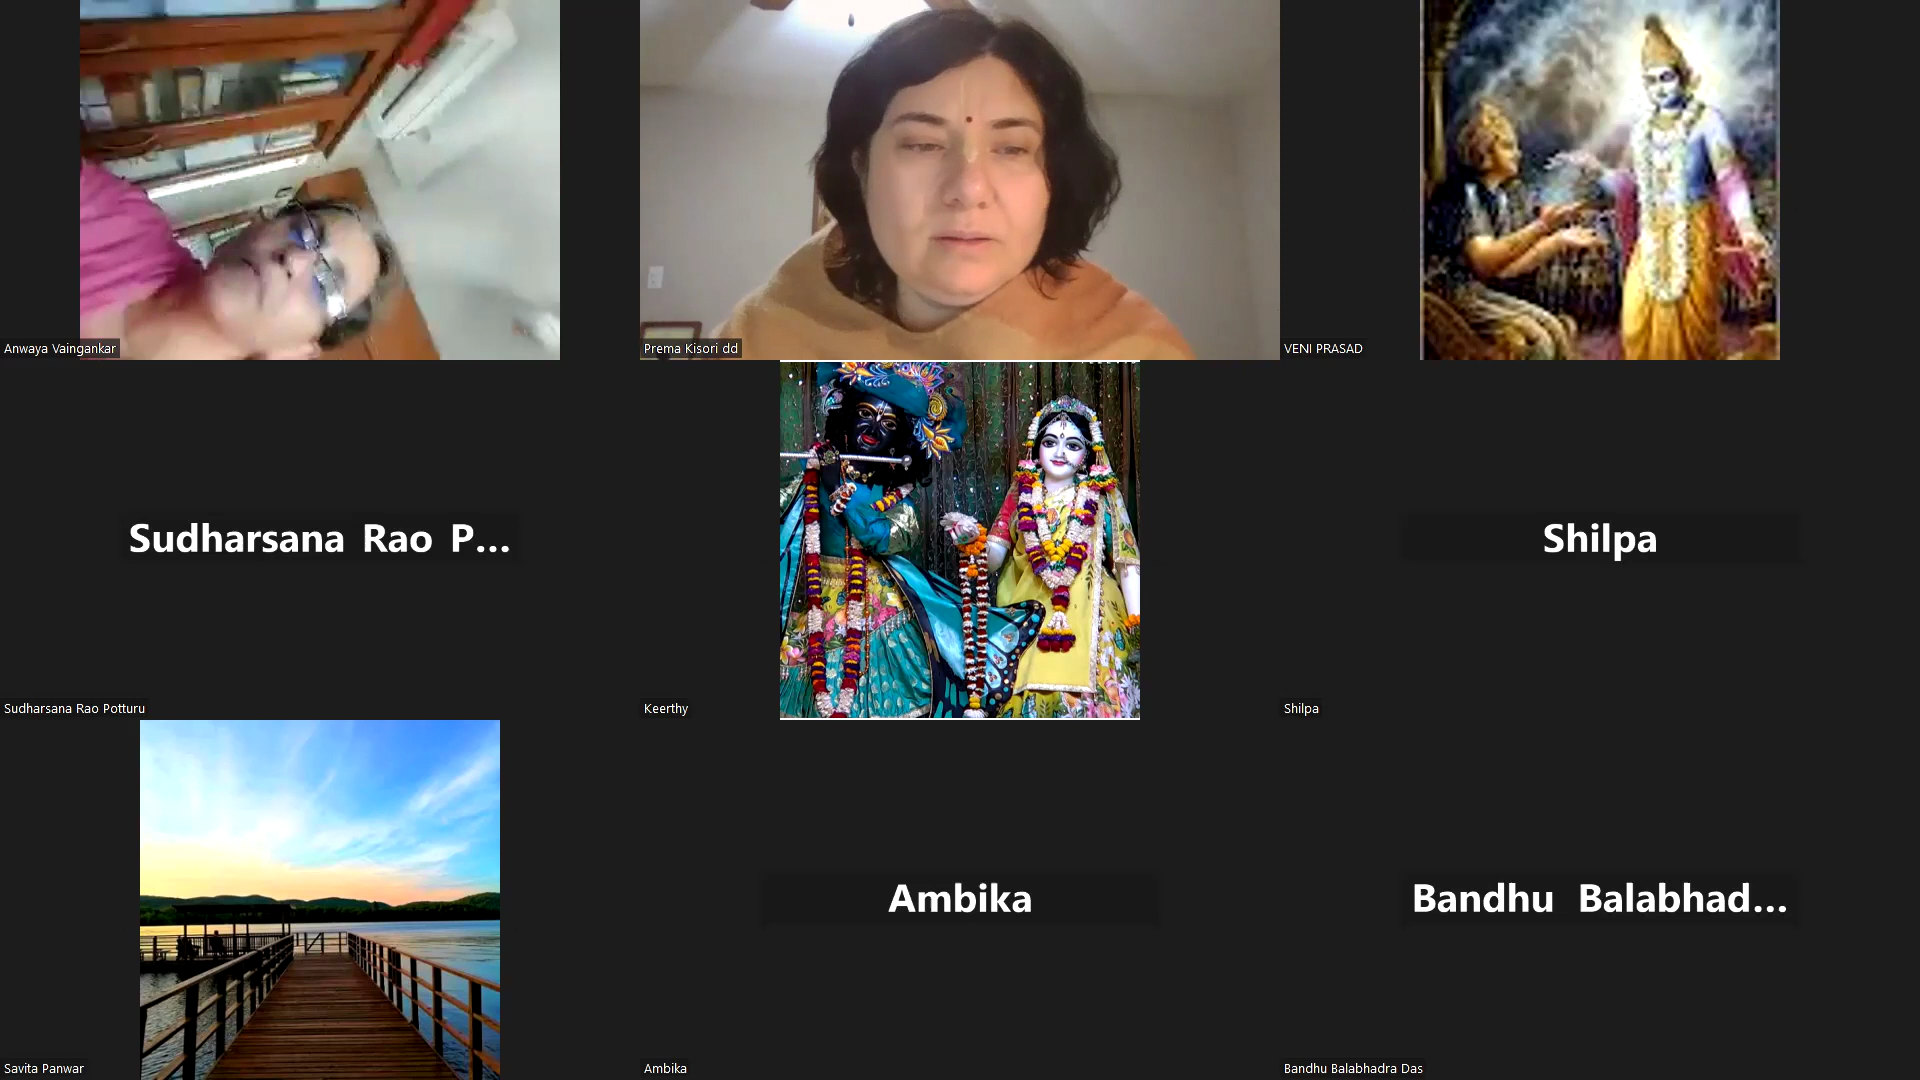 Anwaya Vaingankar
Prema Kisori dd
VENI PRASAD
Sudharsana Rao P...
Shilpa
Sudharsana Rao Potturu
Keerthy
Shilpa
Ambika
Bandhu Balabhad...
Savita Panwar
Ambika
Bandhu Balabhadra Das